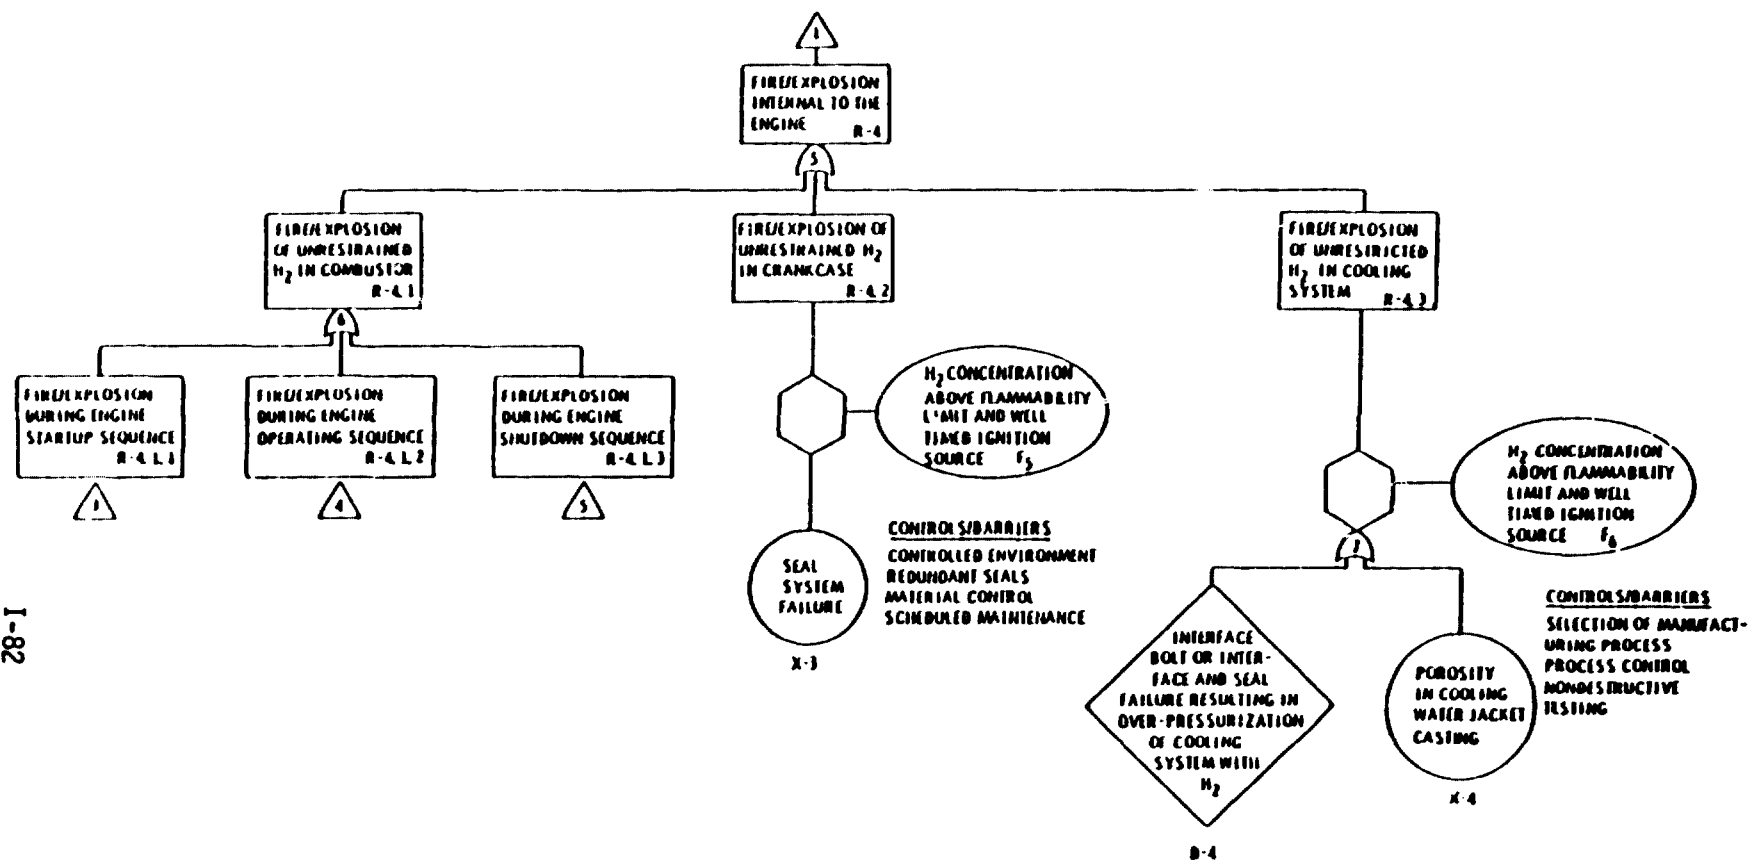 FIRE/EXPLOSION
INTERNAL TO THE
ENGINE
R-4
5
FIRE/EXPLOSION
OF UNRESTRAINED
H2 IN COMBUSTOR
R-4.1
FIRE/EXPLOSION OF
UNRESTRAINED H2
IN CRANKCASE
R-4.2
FIRE/EXPLOSION
OF UNRESTRICTED
H2 IN COOLING
SYSTEM R-4.3
6
FIRE/EXPLOSION
DURING ENGINE
STARTUP SEQUENCE
R-4.1.1
FIRE/EXPLOSION
DURING ENGINE
OPERATING SEQUENCE
R-4.1.2
FIRE/EXPLOSION
DURING ENGINE
SHUTDOWN SEQUENCE
R-4.1.3
4
5
H2 CONCENTRATION
ABOVE FLAMMABILITY
LIMIT AND WELL
TIMED IGNITION
SOURCE F5
H2 CONCENTRATION
ABOVE FLAMMABILITY
LIMIT AND WELL
TIMED IGNITION
SOURCE F6
SEAL
SYSTEM
FAILURE
X-3
CONTROLS/BARRIERS
CONTROLLED ENVIRONMENT
REDUNDANT SEALS
MATERIAL CONTROL
SCHEDULED MAINTENANCE
INTERFACE
BOLT OR INTER-
FACE AND SEAL
FAILURE RESULTING IN
OVER-PRESSURIZATION
OF COOLING
SYSTEM WITH
H2
D-4
POROSITY
IN COOLING
WATER JACKET
CASTING
X-4
CONTROLS/BARRIERS
SELECTION OF MANUFACT-
URING PROCESS
PROCESS CONTROL
NONDESTRUCTIVE
TESTING
I-82